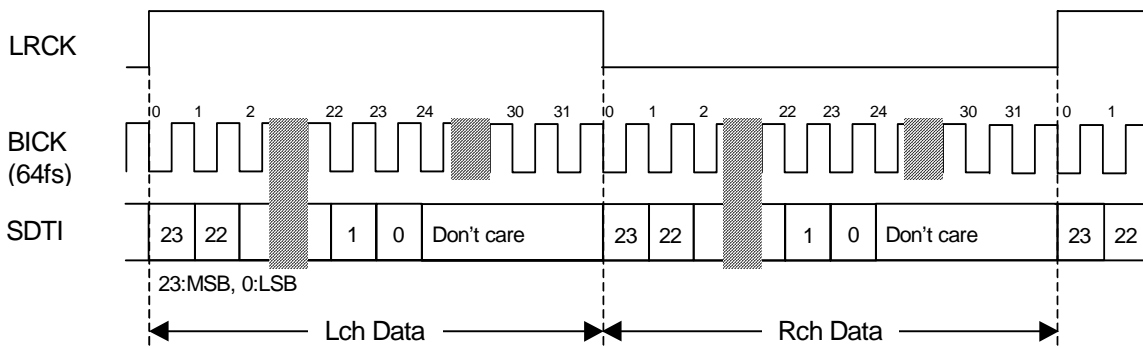 LRCK
0 1 2 22 23 24 30 31 0 1 2 22 23 24 30 31 0 1
BICK
(64fs)
SDTI 23 22 1 0 Don't care 23 22 1 0 Don't care 23 22
23:MSB, 0:LSB
Lch Data Rch Data